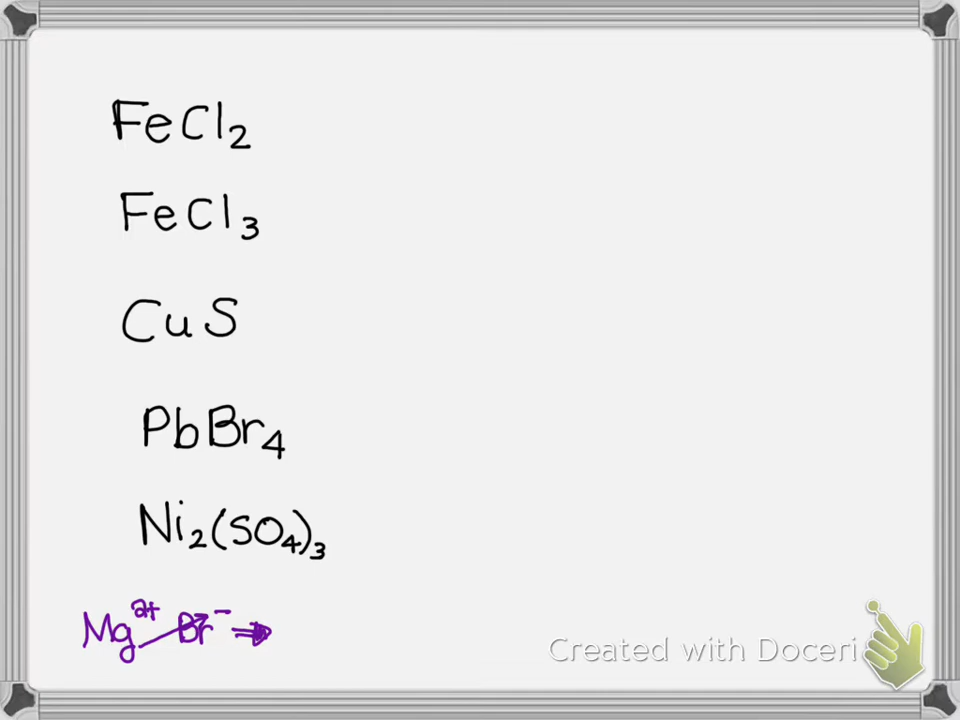 FeCl₂
FeCl₃
CuS
PbBr₄
Ni₂(SO₄)₃
Mg²⁺ Br⁻ ⇒
Created with Doceri